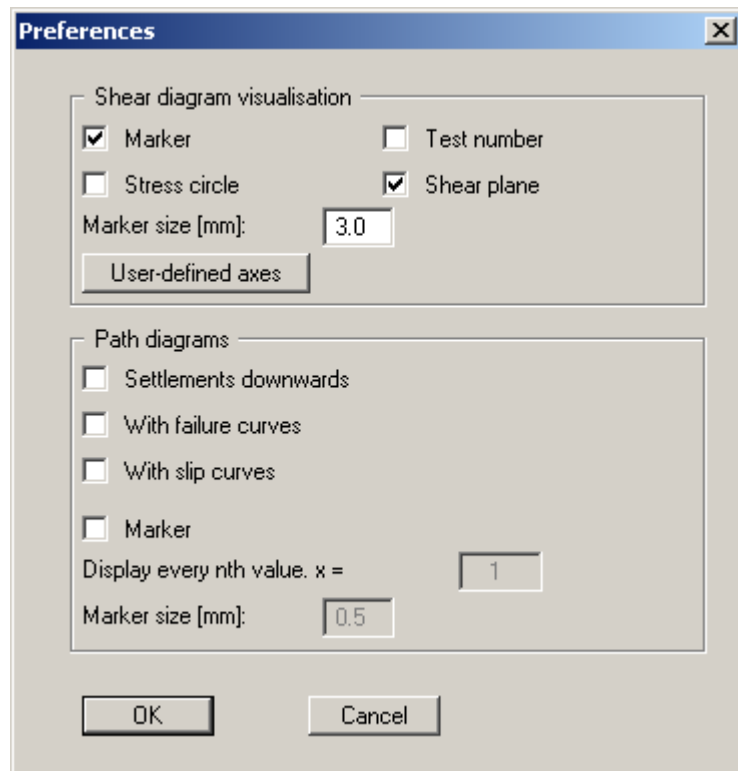 Preferences
Shear diagram visualisation
Marker
Test number
Stress circle
Shear plane
Marker size [mm]: 3.0
User-defined axes
Path diagrams
Settlements downwards
With failure curves
With slip curves
Marker
Display every nth value. x = 1
Marker size [mm]: 0.5
OK
Cancel